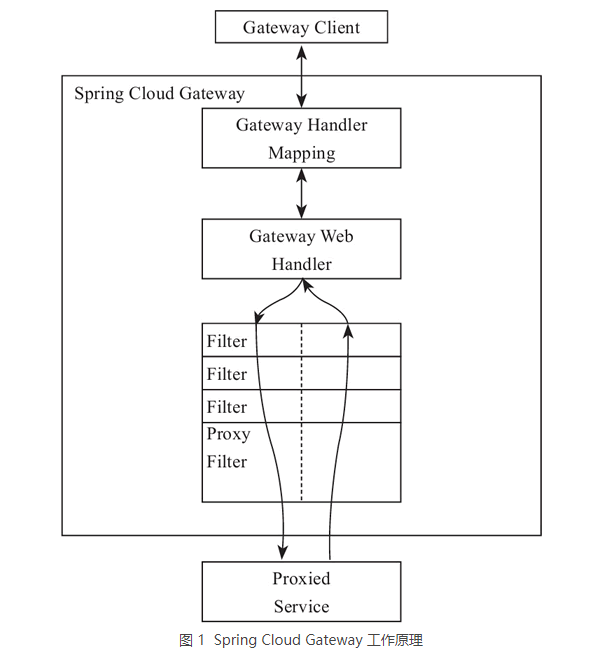 Gateway Client
Spring Cloud Gateway
Gateway Handler
Mapping
Gateway Web
Handler
Filter
Filter
Filter
Proxy
Filter
Proxied
Service
图 1 Spring Cloud Gateway 工作原理